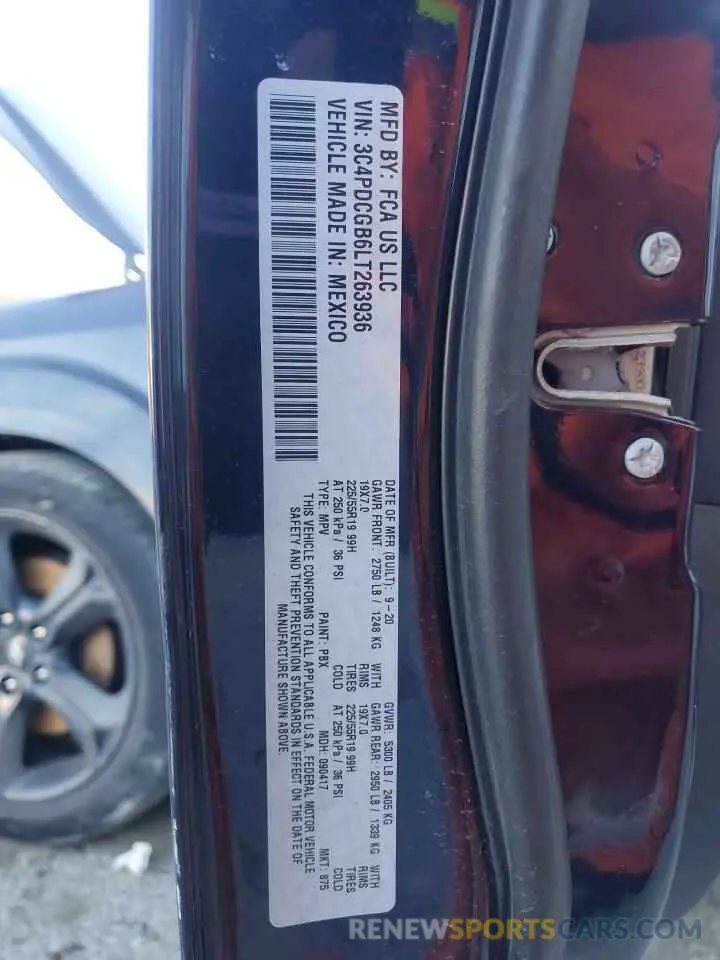 MFD BY: FCA US LLC
VIN: 3C4PDCGB6LT263936
VEHICLE MADE IN: MEXICO
DATE OF MFR (BUILT): 9-20 GVWR: 5300 LB / 2405 KG
GAWR FRONT: 2750 LB / 1248 KG WITH GAWR REAR: 2950 LB / 1339 KG WITH
19X7.0 RIMS 19X7.0 RIMS
225/55R19 99H TIRES 225/55R19 99H TIRES
AT 250 kPa / 36 PSI COLD AT 250 kPa / 36 PSI COLD
TYPE: MPV PAINT: PBX MDH: 090417 MKT: 875
THIS VEHICLE CONFORMS TO ALL APPLICABLE U.S.A. FEDERAL MOTOR VEHICLE
SAFETY AND THEFT PREVENTION STANDARDS IN EFFECT ON THE DATE OF
MANUFACTURE SHOWN ABOVE
RENEWSPORTSCARS.COM